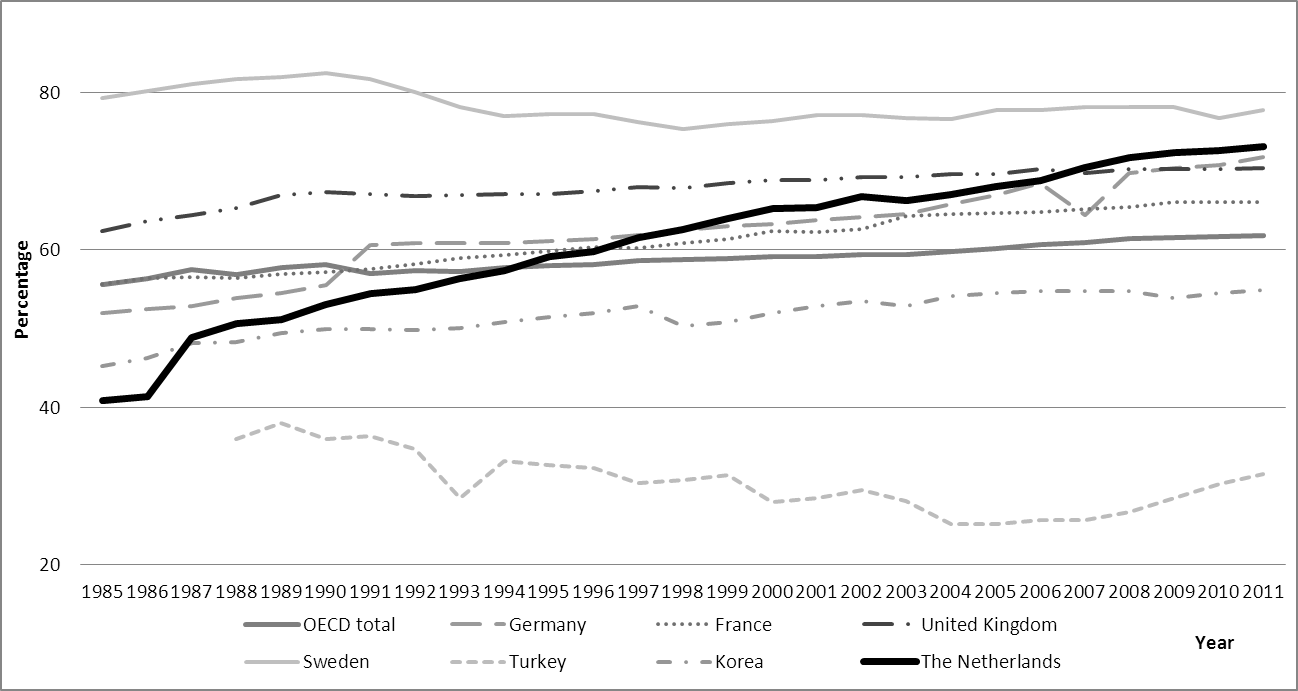 80
60
40
20
Percentage
1985 1986 1987 1988 1989 1990 1991 1992 1993 1994 1995 1996 1997 1998 1999 2000 2001 2002 2003 2004 2005 2006 2007 2008 2009 2010 2011
OECD total Germany France United Kingdom
Year
Sweden Turkey Korea The Netherlands